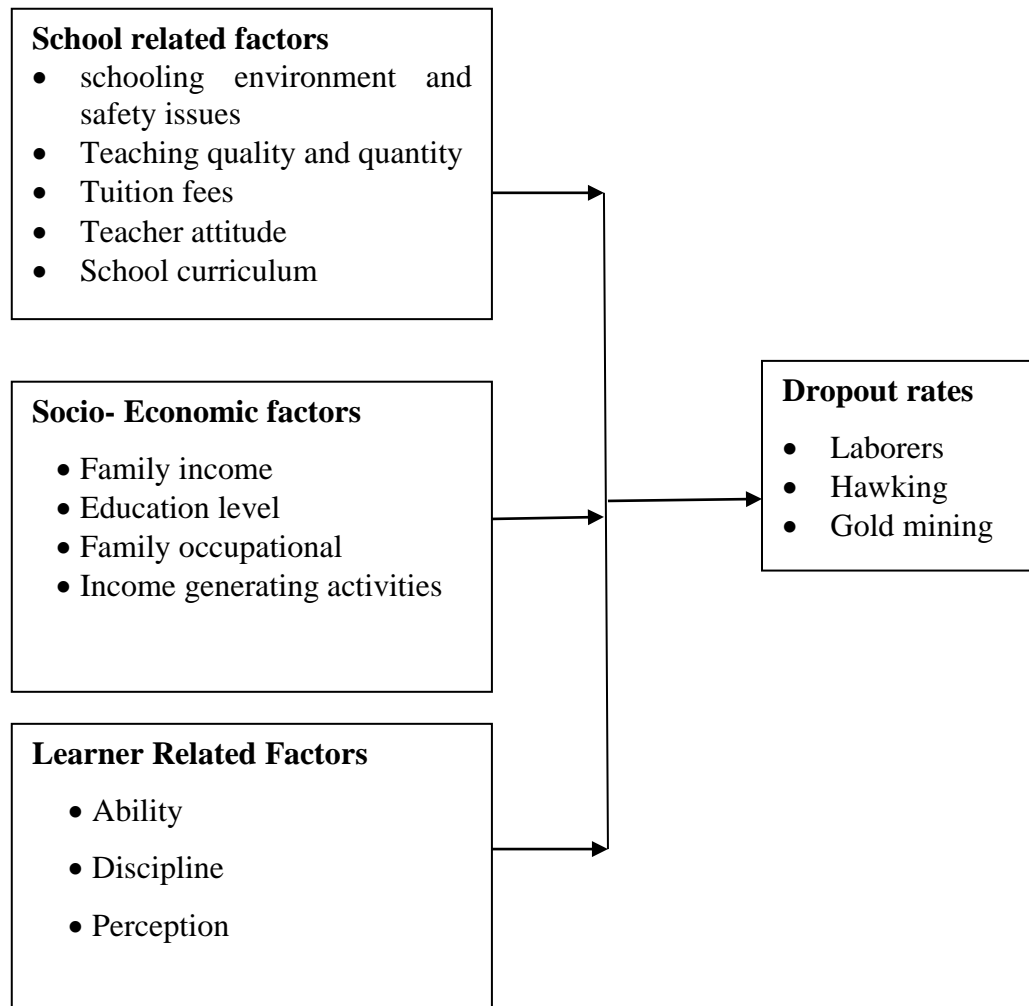 School related factors
• schooling environment and
safety issues
• Teaching quality and quantity
• Tuition fees
• Teacher attitude
• School curriculum
Socio- Economic factors
• Family income
• Education level
• Family occupational
• Income generating activities
Learner Related Factors
• Ability
• Discipline
• Perception
Dropout rates
• Laborers
• Hawking
• Gold mining